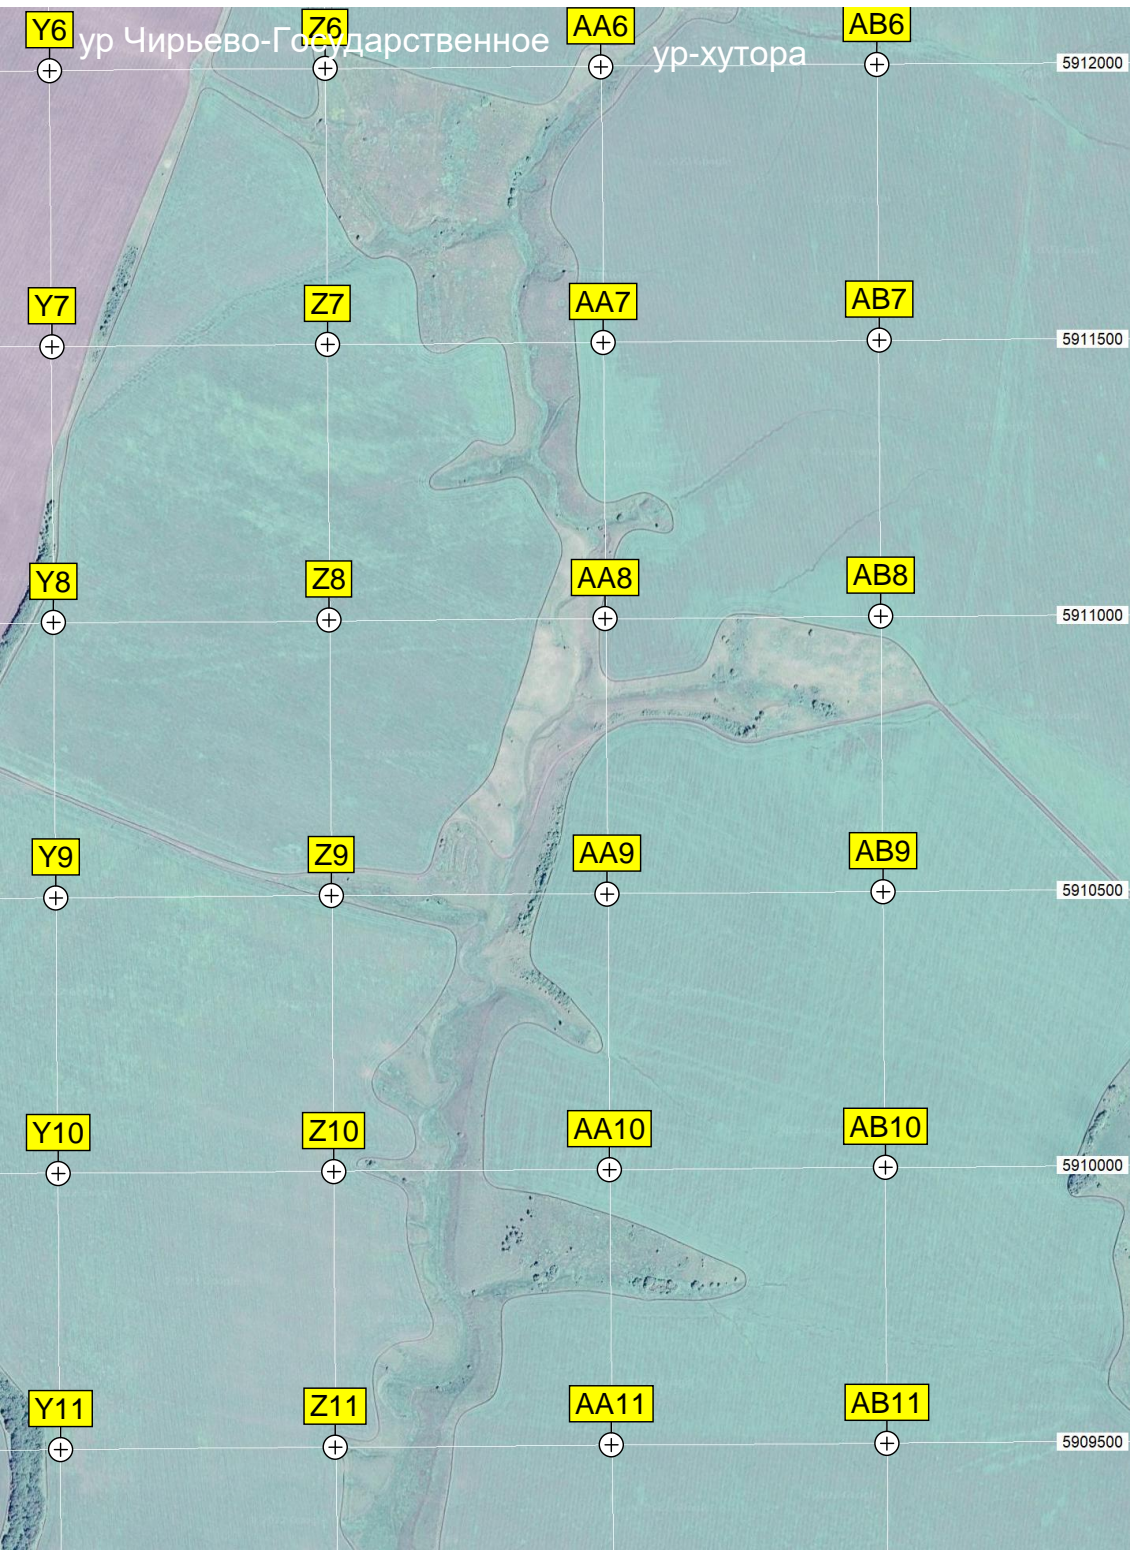 Y6 Z6 AA6 AB6
ур Чирьево-Государственное ур-хутора
5912000
Y7 Z7 AA7 AB7
5911500
Y8 Z8 AA8 AB8
5911000
Y9 Z9 AA9 AB9
5910500
Y10 Z10 AA10 AB10
5910000
Y11 Z11 AA11 AB11
5909500